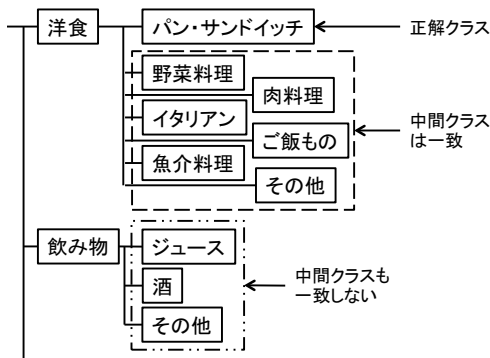 洋食
パン・サンドイッチ
正解クラス
野菜料理
肉料理
イタリアン
ご飯もの
魚介料理
その他
中間クラス
は一致
飲み物
ジュース
酒
その他
中間クラスも
一致しない